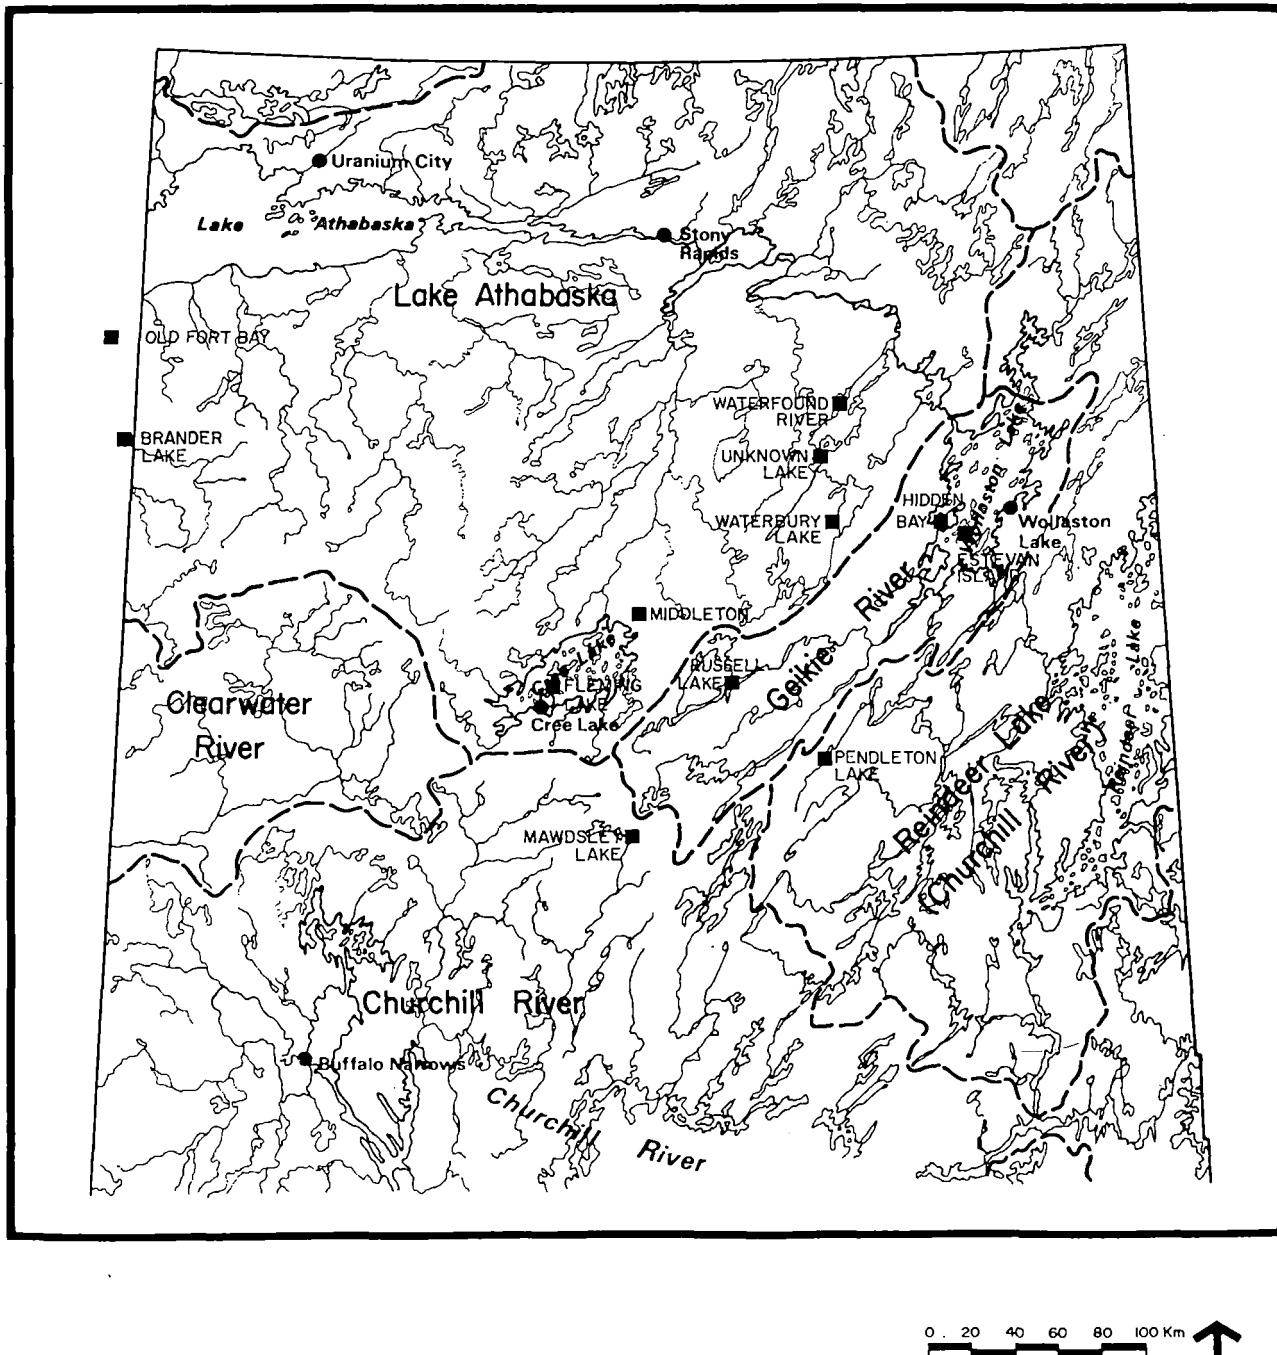 Uranium City
Lake Athabaska
Stony
Rapids
Lake Athabaska
OLD FORT BAY
WATERFOUND
RIVER
BRANDER
LAKE
Lake
UNKNOWN
LAKE
Wollaston
HIDDEN
BAY
WATERBURY
LAKE
Wollaston
Lake
ESTEVAN
ISLAND
River
Geikie
MIDDLETON
Lake
RUSSELL
LAKE
FLEMING
LAKE
Cree Lake
Clearwater
River
Reindeer Lake
Reindeer Lake
(Churchill River)
PENDLETON
LAKE
MAWDSLEY
LAKE
Churchill River
Buffalo Narrows
Churchill River
0 20 40 60 80 100 Km